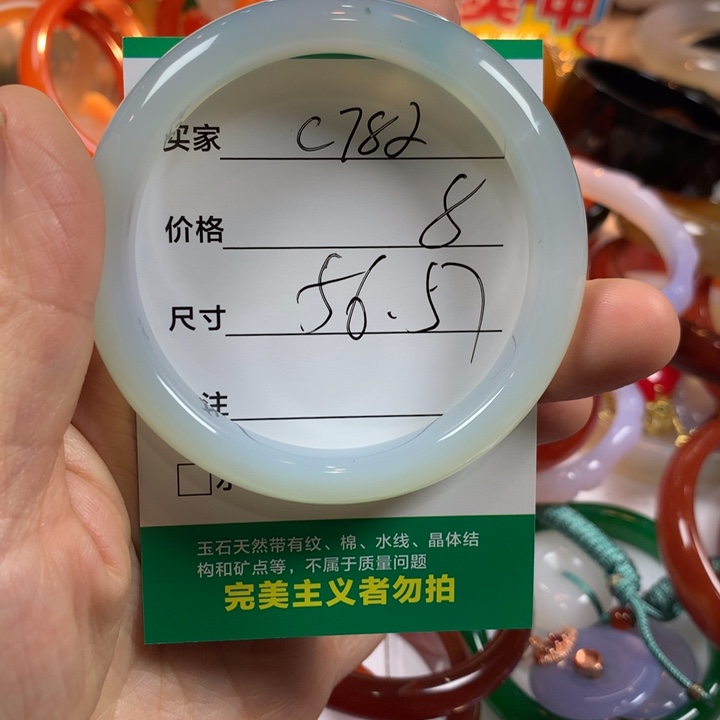 买家 C782
价格 8
尺寸 56.57
注
玉石天然带有纹、棉、水线、晶体结
构和矿点等，不属于质量问题
完美主义者勿拍